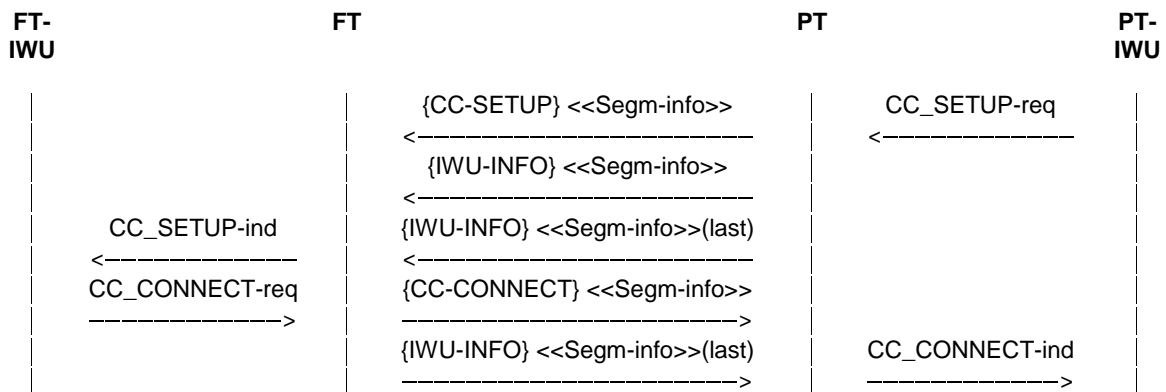 FT- FT PT PT-
IWU IWU
{CC-SETUP} <<Segm-info>> CC_SETUP-req
{IWU-INFO} <<Segm-info>>
CC_SETUP-ind {IWU-INFO} <<Segm-info>>(last)
CC_CONNECT-req {CC-CONNECT} <<Segm-info>>
{IWU-INFO} <<Segm-info>>(last) CC_CONNECT-ind